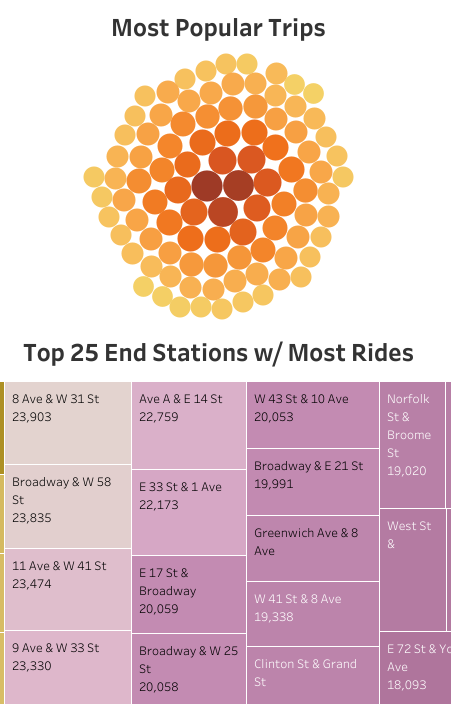 Most Popular Trips
Top 25 End Stations w/ Most Rides
8 Ave & W 31 St
23,903
Broadway & W 58
St
23,835
11 Ave & W 41 St
23,474
9 Ave & W 33 St
23,330
Ave A & E 14 St
22,759
E 33 St & 1 Ave
22,173
E 17 St &
Broadway
20,059
Broadway & W 25
St
20,058
W 43 St & 10 Ave
20,053
Broadway & E 21 St
19,991
Greenwich Ave & 8
Ave
W 41 St & 8 Ave
19,338
Clinton St & Grand
St
Norfolk
St &
Broome
St
19,020
West St
&
E 72 St &
Ave
18,093